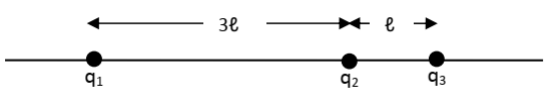 3ℓ ℓ
q₁ q₂ q₃